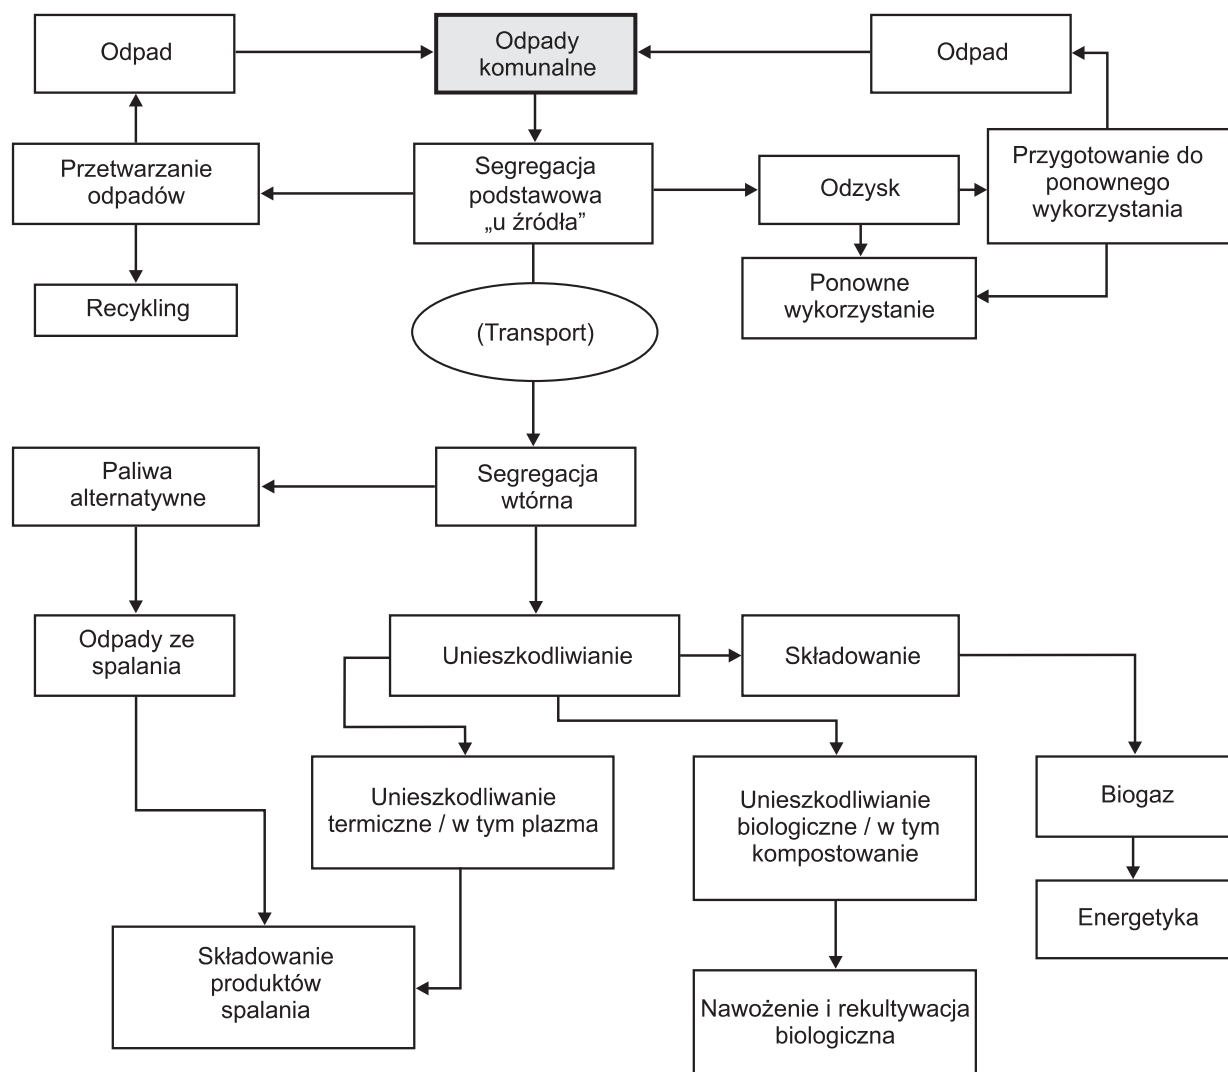 Odpad
Odpady
komunalne
Odpad
Przetwarzanie
odpadów
Segregacja
podstawowa
„u źródła”
Odzysk
Przygotowanie do
ponownego
wykorzystania
Recykling
(Transport)
Ponowne
wykorzystanie
Paliwa
alternatywne
Segregacja
wtórna
Odpady ze
spalania
Unieszkodliwianie
Składowanie
Unieszkodliwanie
termiczne / w tym plazma
Unieszkodliwianie
biologiczne / w tym
kompostowanie
Biogaz
Energetyka
Składowanie
produktów
spalania
Nawożenie i rekultywacja
biologiczna